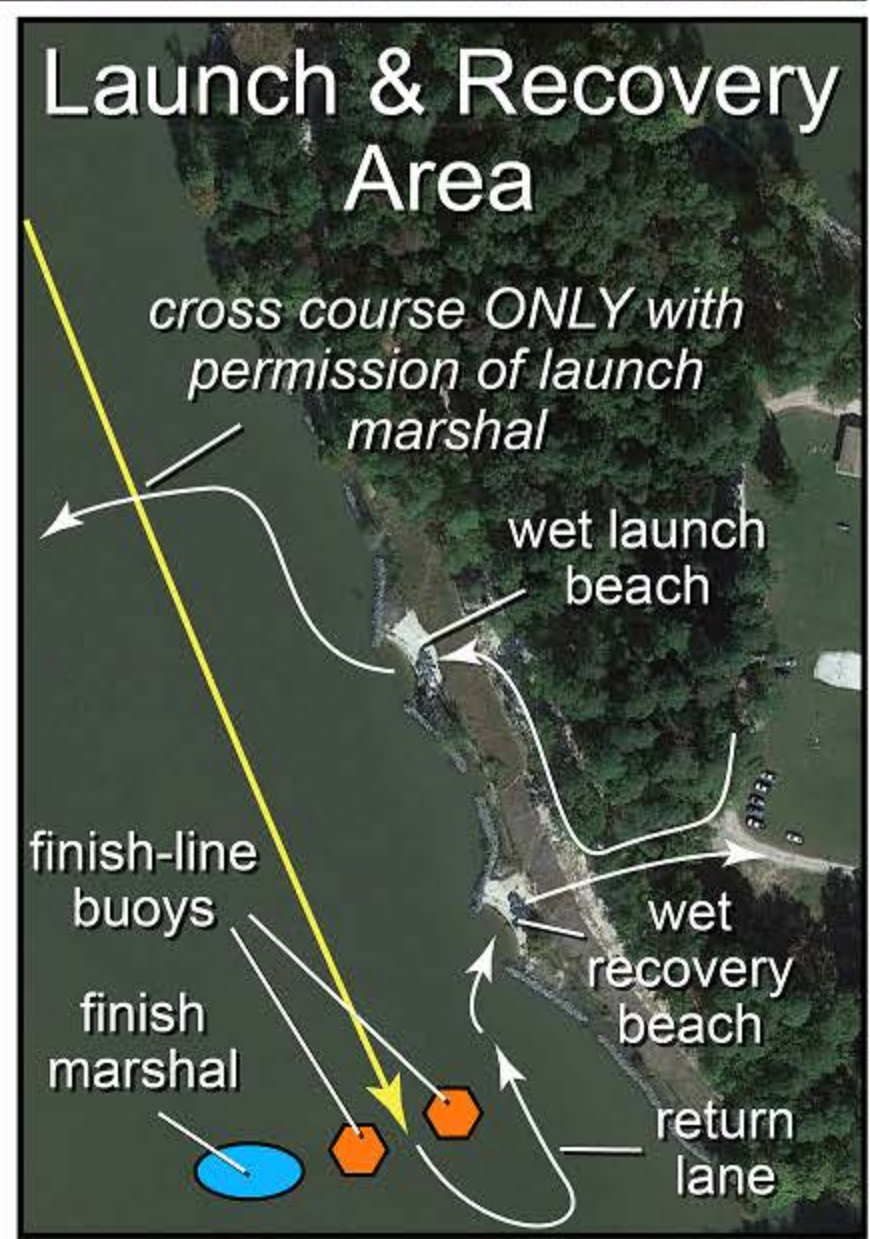 Launch & Recovery
Area
cross course ONLY with
permission of launch
marshal
wet launch
beach
finish-line
buoys
wet
recovery
beach
finish
marshal
return
lane